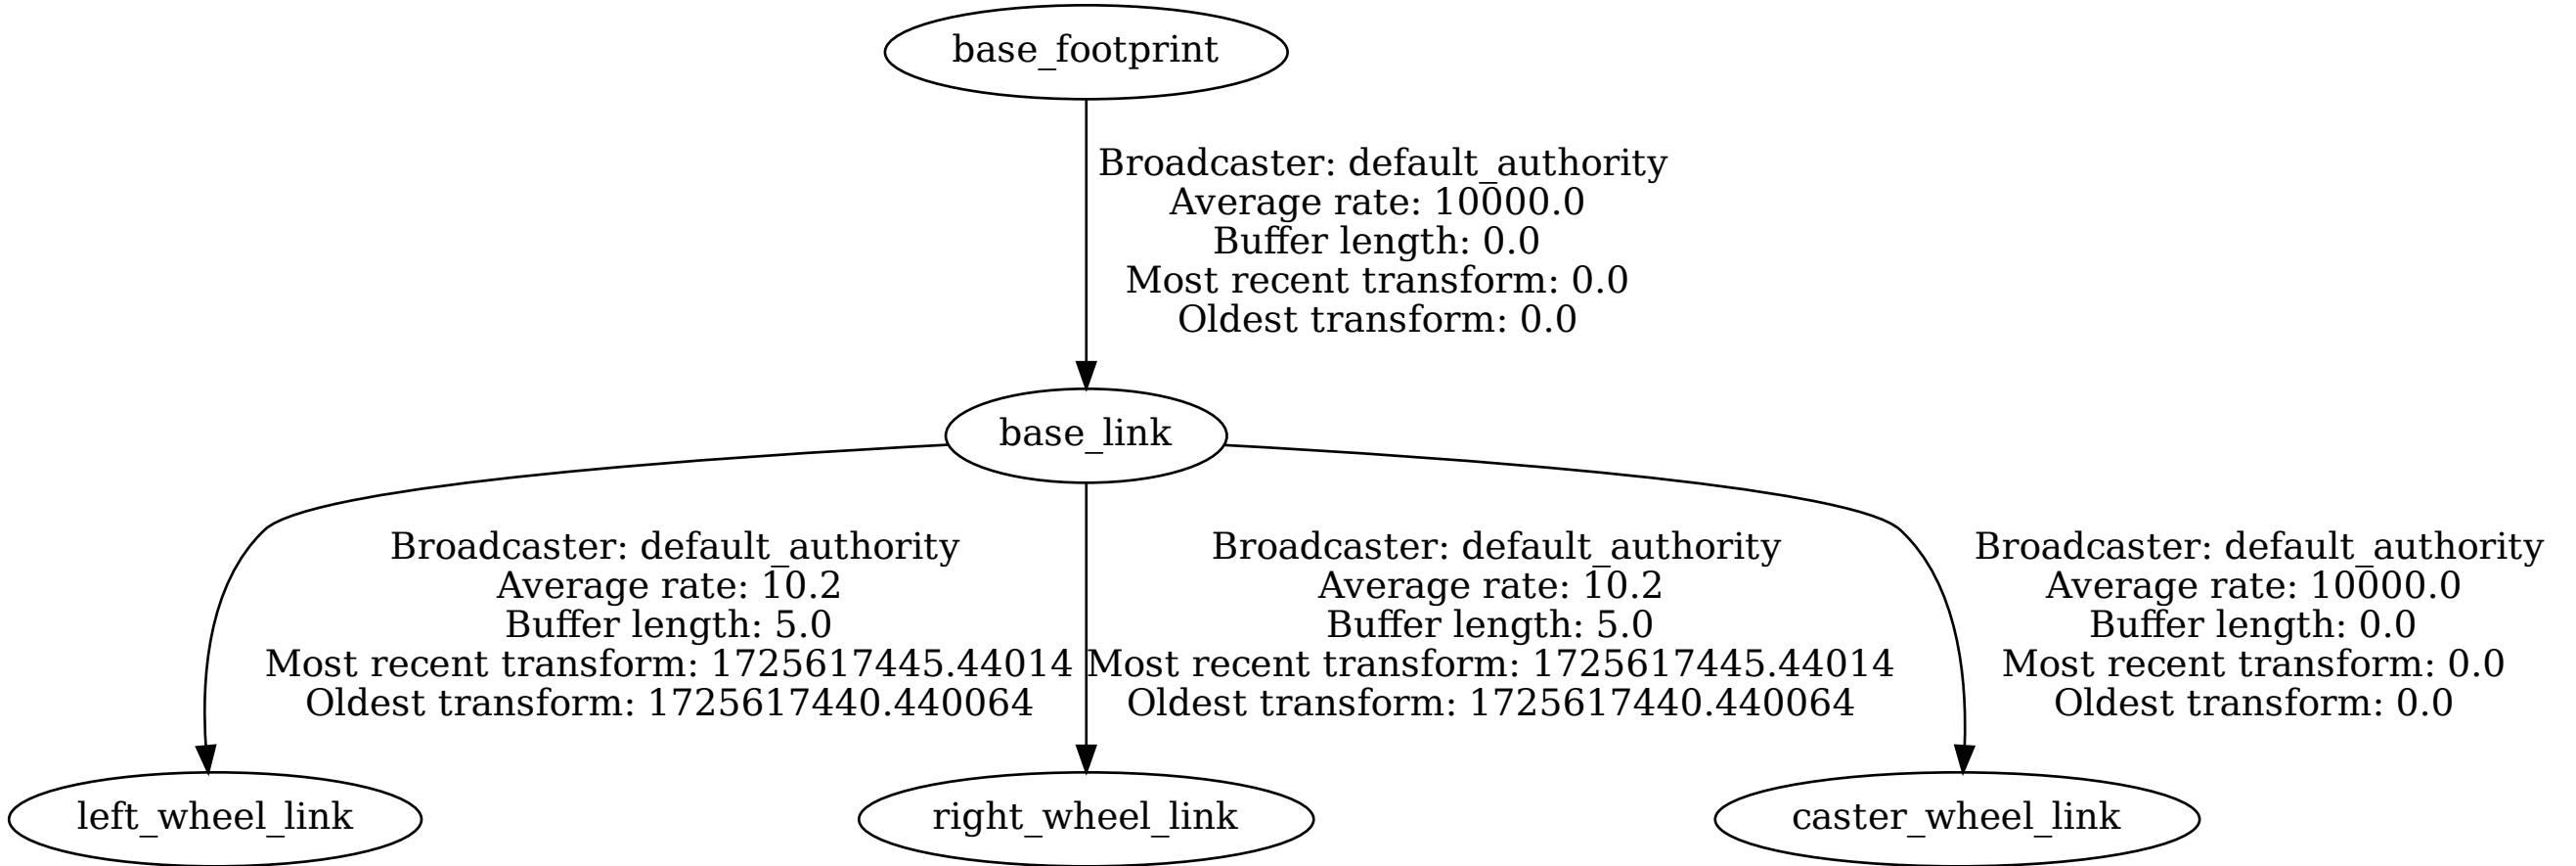 base_footprint
Broadcaster: default_authority
Average rate: 10000.0
Buffer length: 0.0
Most recent transform: 0.0
Oldest transform: 0.0
base_link
Broadcaster: default_authority
Average rate: 10.2
Buffer length: 5.0
Most recent transform: 1725617445.44014
Oldest transform: 1725617440.440064
Broadcaster: default_authority
Average rate: 10.2
Buffer length: 5.0
Most recent transform: 1725617445.44014
Oldest transform: 1725617440.440064
Broadcaster: default_authority
Average rate: 10000.0
Buffer length: 0.0
Most recent transform: 0.0
Oldest transform: 0.0
left_wheel_link
right_wheel_link
caster_wheel_link